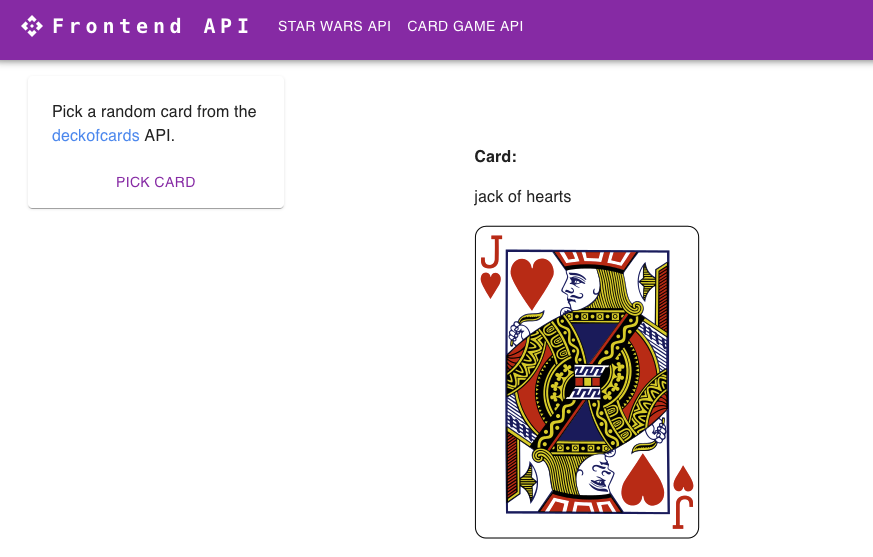 Frontend API
STAR WARS API
CARD GAME API
Pick a random card from the
deckofcards API.
PICK CARD
Card:
jack of hearts
J
J